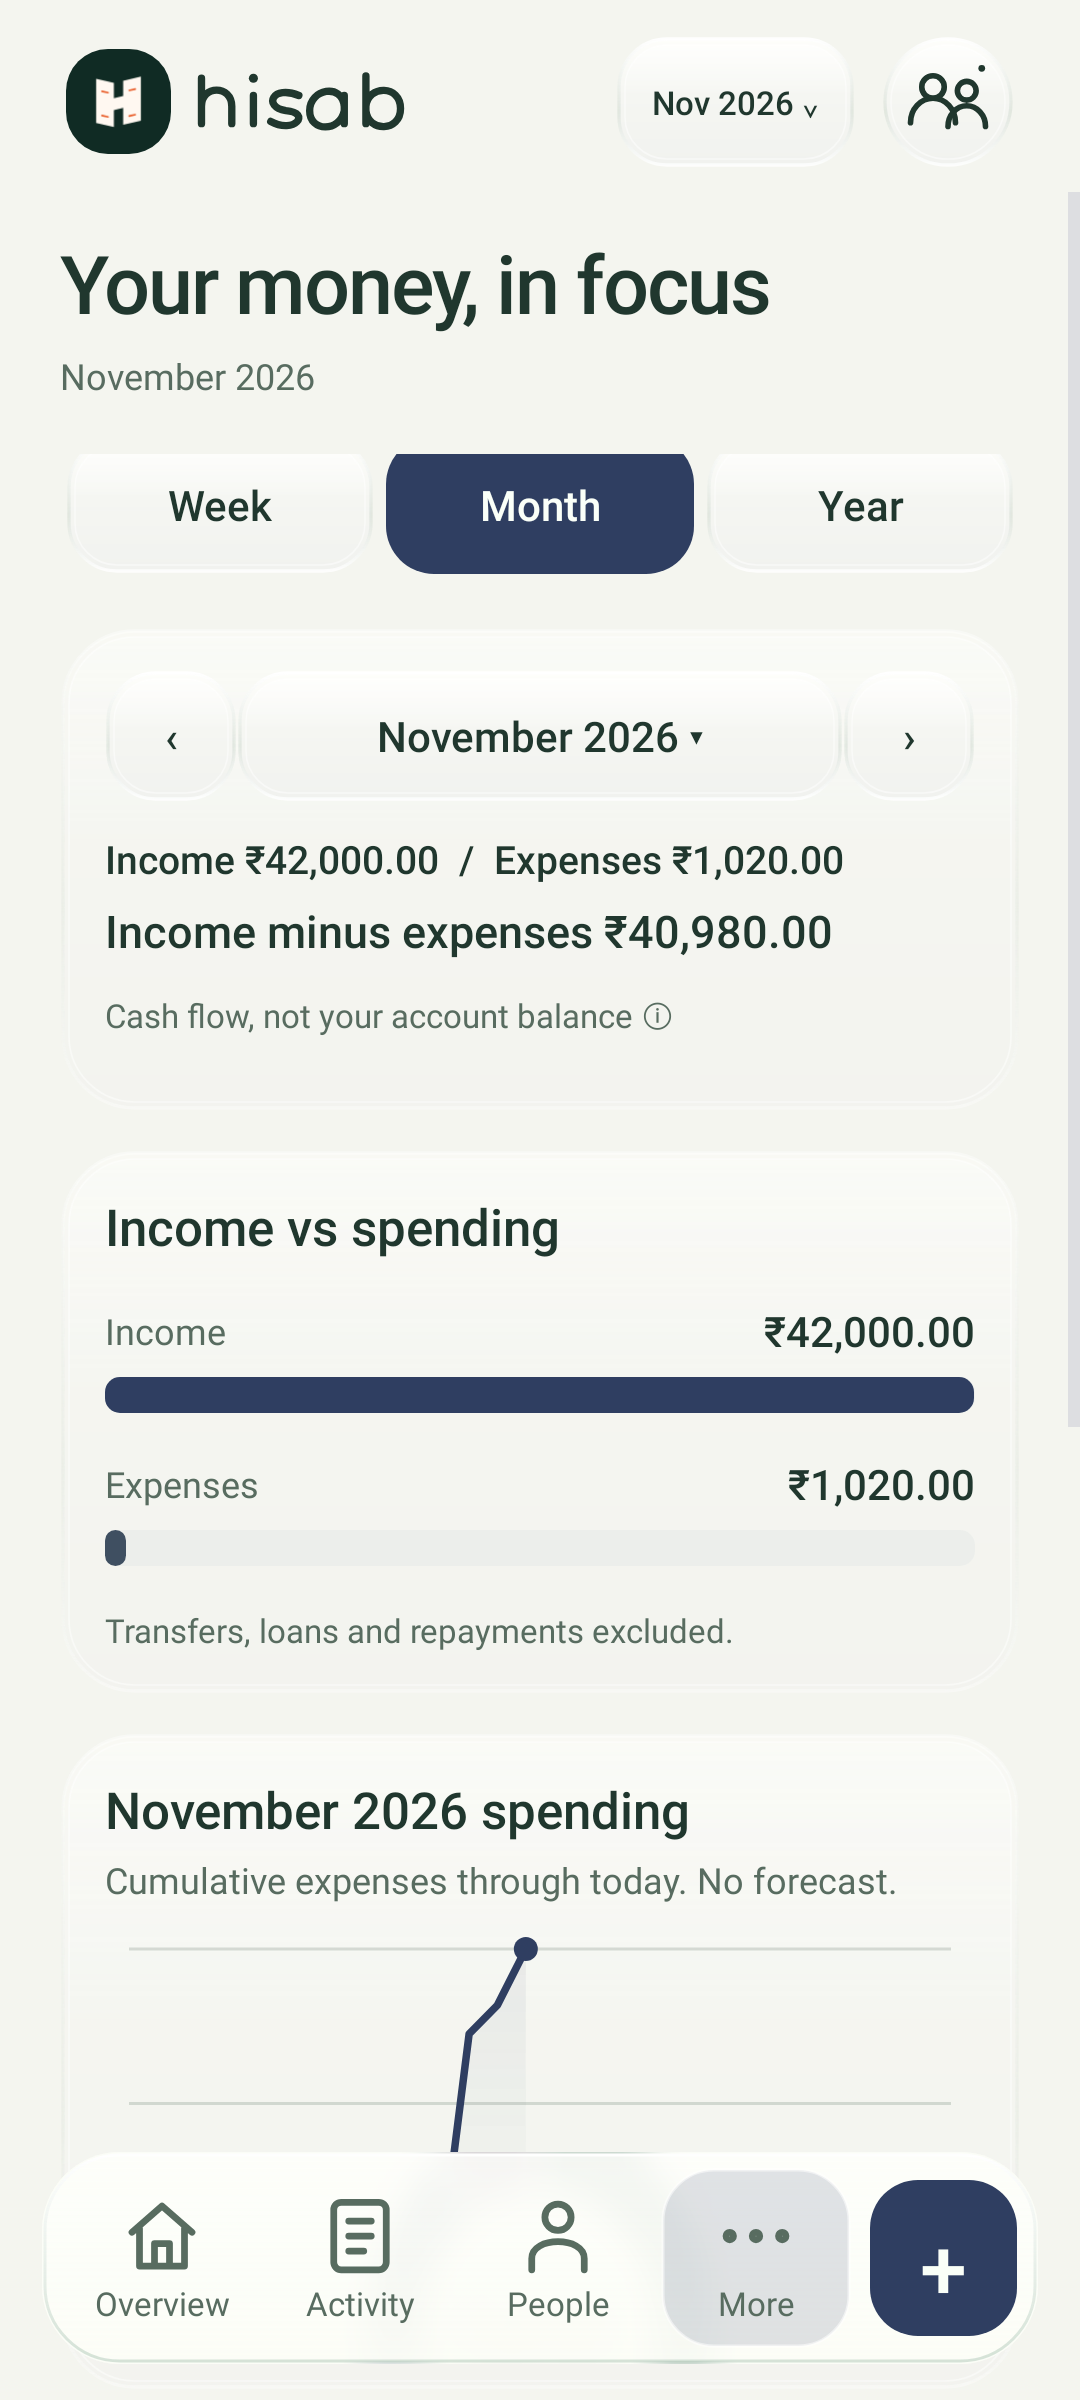 hisab
Nov 2026
Your money, in focus
November 2026
Week
Month
Year
‹
November 2026 ▾
›
Income ₹42,000.00 / Expenses ₹1,020.00
Income minus expenses ₹40,980.00
Cash flow, not your account balance ⓘ
Income vs spending
Income ₹42,000.00
Expenses ₹1,020.00
Transfers, loans and repayments excluded.
November 2026 spending
Cumulative expenses through today. No forecast.
Overview
Activity
People
More
+